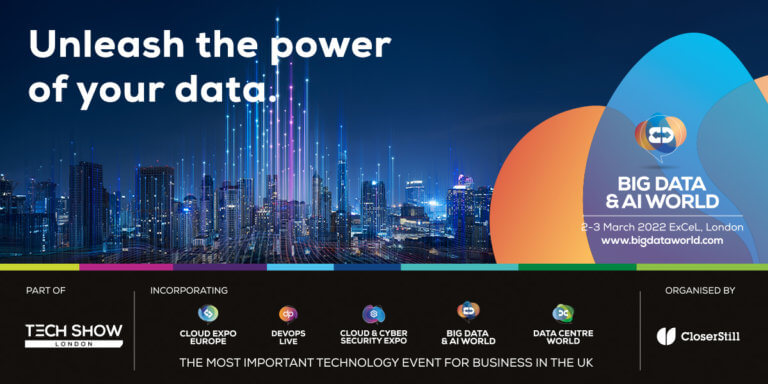 Unleash the power
of your data.
BIG DATA
& AI WORLD
2-3 March 2022 ExCeL, London
www.bigdataworld.com
PART OF
TECH SHOW
LONDON
INCORPORATING
CLOUD EXPO
EUROPE
DEVOPS
LIVE
CLOUD & CYBER
SECURITY EXPO
BIG DATA
& AI WORLD
DATA CENTRE
WORLD
THE MOST IMPORTANT TECHNOLOGY EVENT FOR BUSINESS IN THE UK
ORGANISED BY
CloserStill